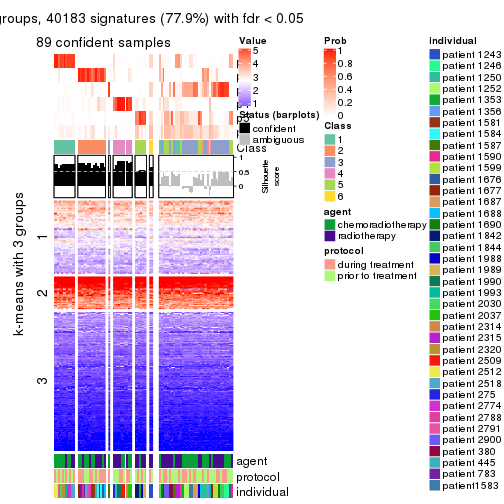 groups, 40183 signatures (77.9%) with fdr < 0.05
89 confident samples
k-means with 3 groups
1
2
3
Class
1
0.5
0
Silhouette
score
agent
protocol
individual
Value
5
4
3
2
1
Status (barplots)
confident
ambiguous
Prob
1
0.8
0.6
0.4
0.2
0
Class
1
2
3
4
5
6
agent
chemoradiotherapy
radiotherapy
protocol
during treatment
prior to treatment
individual
patient 1243
patient 1246
patient 1250
patient 1252
patient 1353
patient 1356
patient 1581
patient 1584
patient 1587
patient 1590
patient 1599
patient 1676
patient 1677
patient 1687
patient 1688
patient 1690
patient 1842
patient 1844
patient 1988
patient 1989
patient 1990
patient 1993
patient 2030
patient 2037
patient 2314
patient 2315
patient 2320
patient 2509
patient 2512
patient 2518
patient 275
patient 2774
patient 2788
patient 2791
patient 2900
patient 380
patient 445
patient 783
patient1583